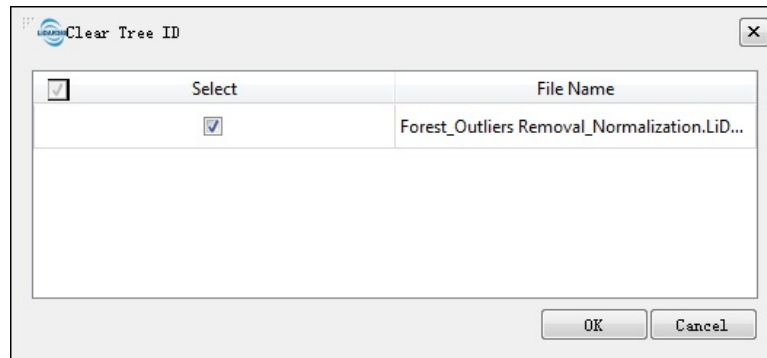 Clear Tree ID
Select File Name
Forest_Outliers Removal_Normalization.LiD...
OK Cancel